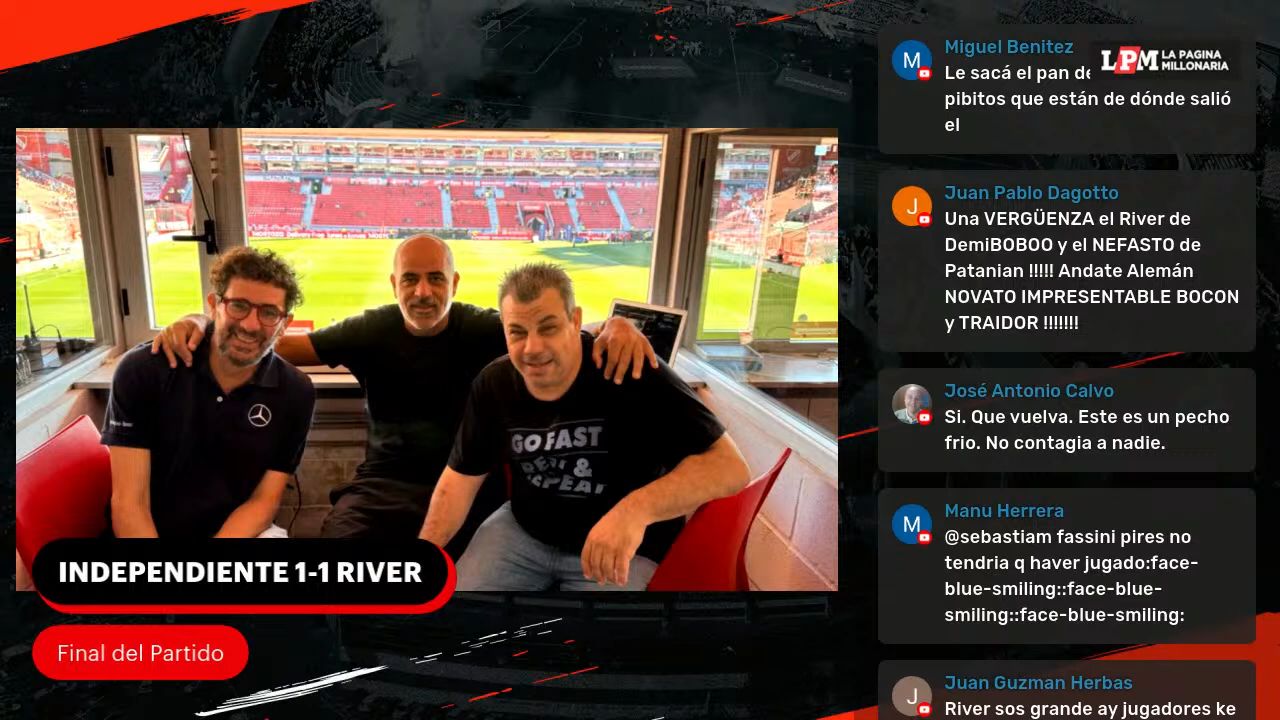 Miguel Benitez
LPM LA PAGINA
MILLONARIA
Le sacá el pan
pibitos que están de dónde salió
el
Juan Pablo Dagotto
Una VERGÜENZA el River de
DemiBOBOO y el NEFASTO de
Patanian !!!!! Andate Alemán
NOVATO IMPRESENTABLE BOCON
y TRAIDOR !!!!!!!
José Antonio Calvo
Si. Que vuelva. Este es un pecho
frio. No contagia a nadie.
Manu Herrera
@sebastiam fassini pires no
tendria q haver jugado:face-
blue-smiling::face-blue-
smiling::face-blue-smiling:
Juan Guzman Herbas
River sos grande ay jugadores ke
GO FAST
&
INDEPENDIENTE 1-1 RIVER
Final del Partido